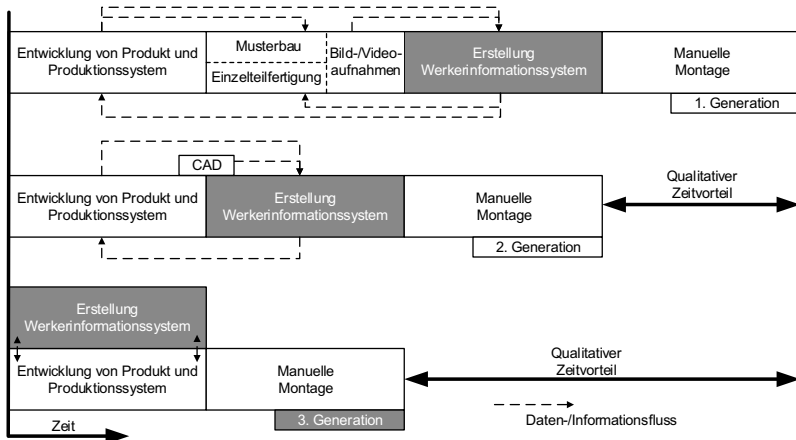 Entwicklung von Produkt und
Produktionssystem
Musterbau
Einzelteilfertigung
Bild-/Video-
aufnahmen
Erstellung
Werkerinformationssystem
Manuelle
Montage
1. Generation
CAD
Entwicklung von Produkt und
Produktionssystem
Erstellung
Werkerinformationssystem
Manuelle
Montage
2. Generation
Qualitativer
Zeitvorteil
Erstellung
Werkerinformationssystem
Entwicklung von Produkt und
Produktionssystem
Manuelle
Montage
3. Generation
Qualitativer
Zeitvorteil
Zeit
Daten-/Informationsfluss